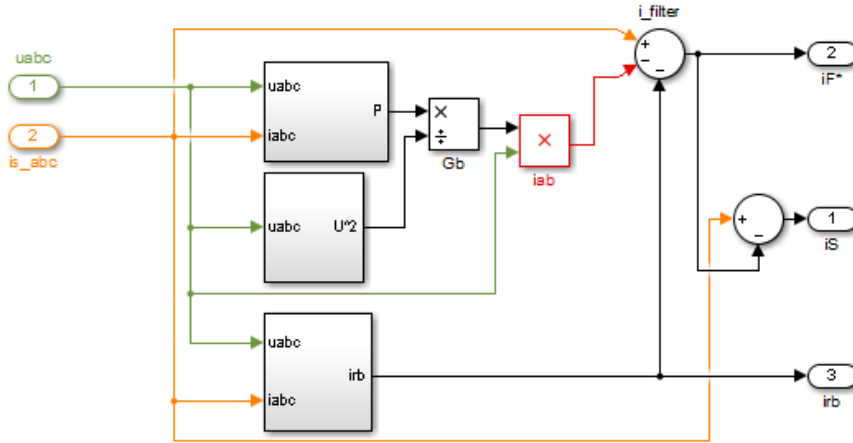 i_filter
uabc
1
2
is_abc
uabc
iabc
P
×
÷
Gb
×
iab
+
−
−
2
iF*
uabc
U^2
+
−
1
iS
uabc
iabc
irb
3
irb